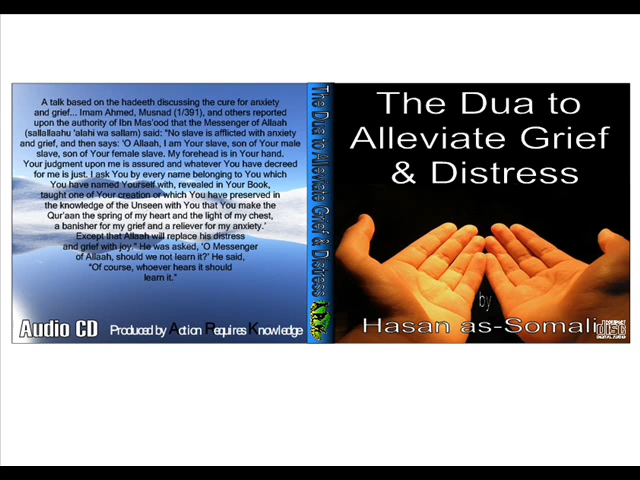 A talk based on the hadeeth discussing the cure for anxiety
and grief... Imam Ahmed, Musnad (1/391), and others reported
upon the authority of Ibn Mas'ood that the Messenger of Allaah
(sallallaahu 'alahi wa sallam) said: "No slave is afflicted with anxiety
and grief, and then says: 'O Allaah, I am Your slave, son of Your male
slave, son of Your female slave. My forehead is in Your hand.
Your judgment upon me is assured and whatever You have decreed
for me is just. I ask You by every name belonging to You which
You have named Yourself with, revealed in Your Book,
taught one of Your creation or which You have preserved in
the knowledge of the Unseen with You that You make the
Qur'aan the spring of my heart and the light of my chest,
a banisher for my grief and a reliever for my anxiety.'
Except that Allaah will replace his distress
and grief with joy." He was asked, 'O Messenger
of Allaah, should we not learn it?' He said,
"Of course, whoever hears it should
learn it."
Audio CD
Produced by Action Requires Knowledge
The Dua to Alleviate Grief & Distress
ARK
The Dua to
Alleviate Grief
& Distress
by
Hasan as-Somali
COMPACT
disc
DIGITAL AUDIO